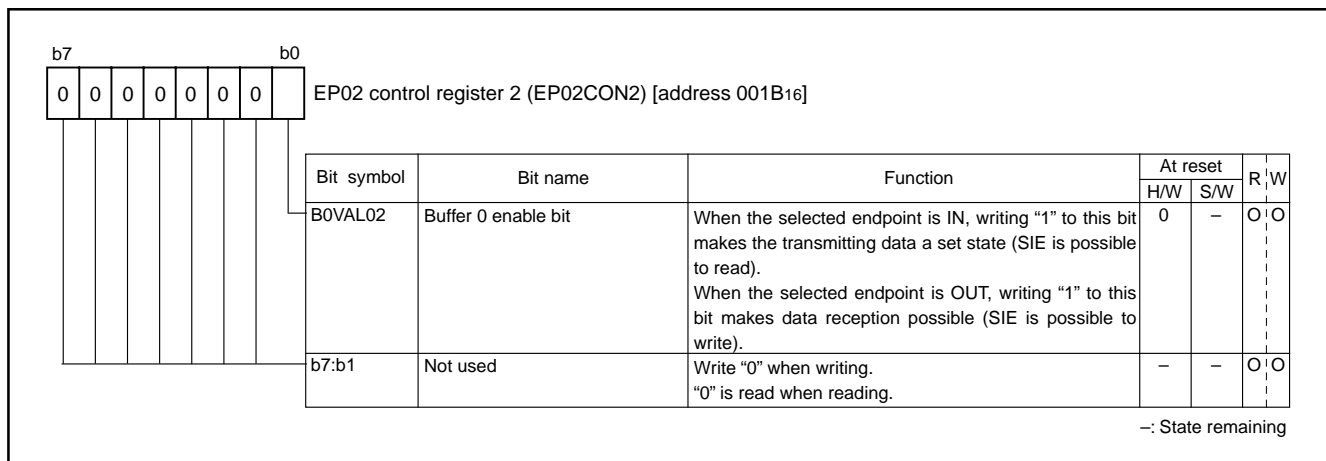 b7 b0
0 0 0 0 0 0 0 EP02 control register 2 (EP02CON2) [address 001B16]
Bit symbol Bit name Function At reset R W
H/W S/W
B0VAL02 Buffer 0 enable bit When the selected endpoint is IN, writing “1” to this bit 0 – O O
makes the transmitting data a set state (SIE is possible
to read).
When the selected endpoint is OUT, writing “1” to this
bit makes data reception possible (SIE is possible to
write).
b7:b1 Not used Write “0” when writing. – – O O
“0” is read when reading.
–: State remaining